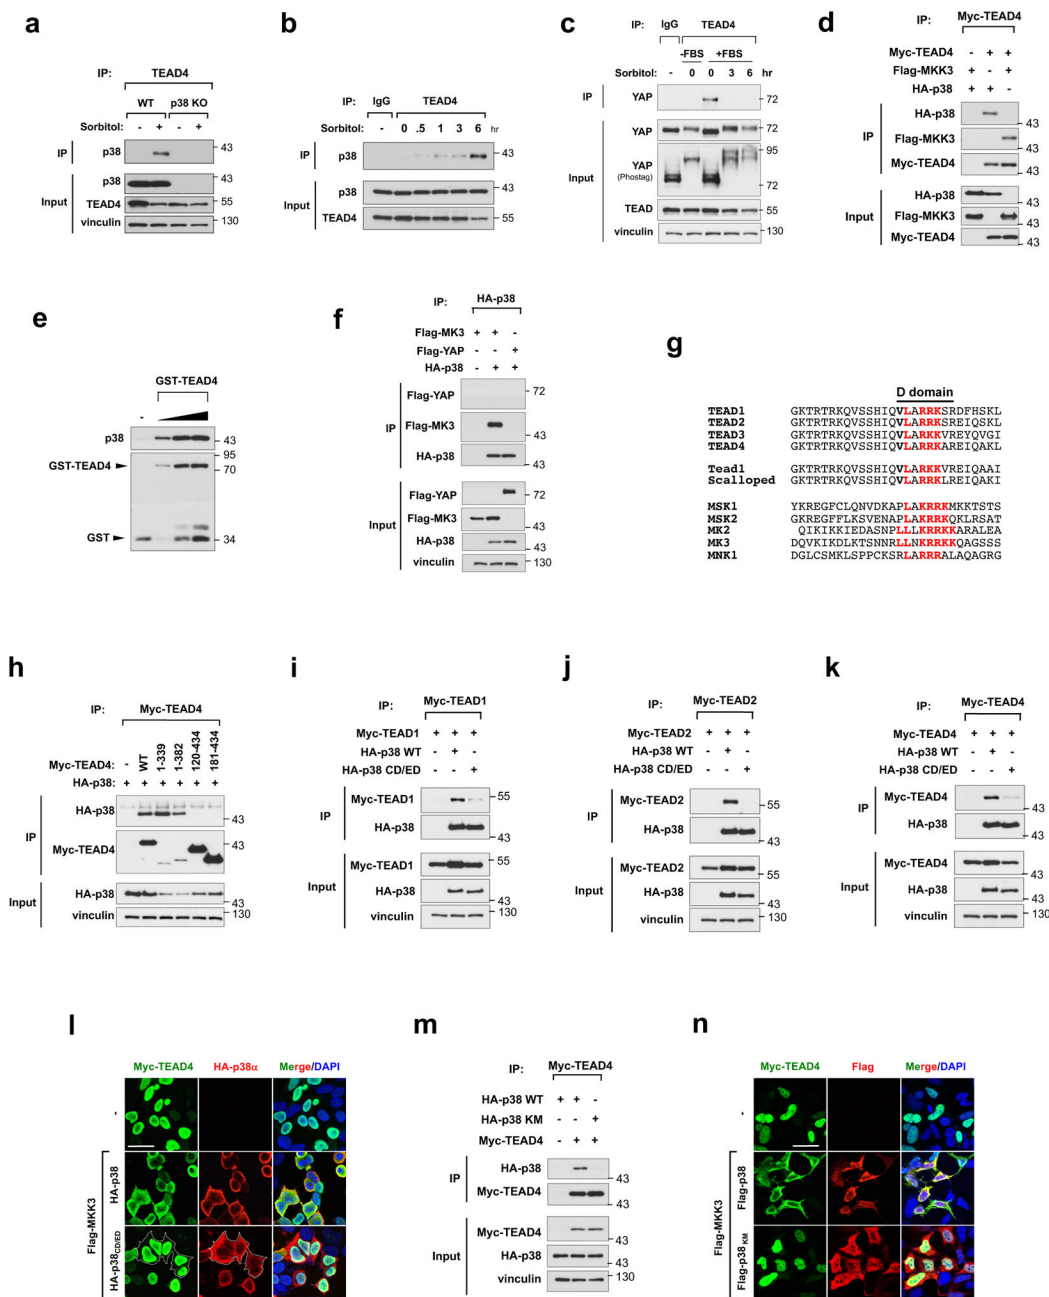 a
IP: TEAD4
WT p38 KO
Sorbitol: - + - +
IP p38 43
Input
p38 43
TEAD4 55
vinculin 130
b
IP: IgG TEAD4
- 0 .5 1 3 6 hr
IP p38 43
Input
p38 43
TEAD4 55
c
IP: IgG TEAD4
-FBS +FBS
Sorbitol: - 0 0 3 6 hr
IP YAP 72
Input
YAP
95
YAP (Phostag)
72
TEAD 55
vinculin 130
d
IP: Myc-TEAD4
Myc-TEAD4 - + +
Flag-MKK3 + - +
HA-p38 + + -
IP
HA-p38 43
Flag-MKK3 43
Myc-TEAD4 43
Input
HA-p38 43
Flag-MKK3 43
Myc-TEAD4 43
e
GST-TEAD4
-
p38 43
95
GST-TEAD4 70
GST 34
f
IP: HA-p38
Flag-MK3 + + -
Flag-YAP - - +
HA-p38 - + +
IP
Flag-YAP 72
Flag-MK3
HA-p38 43
Input
Flag-YAP 72
Flag-MK3
HA-p38 43
vinculin 130
g
D domain
TEAD1 GKTRTRKQVSSHIQVLARRKSRDFHSKL
TEAD2 GKTRTRKQVSSHIQVLARRKSREIQSKL
TEAD3 GKTRTRKQVSSHIQVLARKKVREYQVGI
TEAD4 GKTRTRKQVSSHIQVLARRKAREIQAKL
Tead1 GKTRTRKQVSSHIQVLARKKVREIQAAI
Scalloped GKTRTRKQVSSHIQVLARRKLREIQAKI
MSK1 YKREGFCLQNVDKAPLAKRRKMKKTSTS
MSK2 GKREGFFLKSVENAPLAKRRKQKLRSAT
MK2 QVKIKKIEDASNPLLLKRRKKARALEA
MK3 DQVKIKDLKTSNNRLLNKRRKKQAGSSS
MNK1 DGLCSMKLSPPCKSRLARRRALAQAGRG
h
IP: Myc-TEAD4
Myc-TEAD4: - WT 1-339 1-382 120-434 181-434
HA-p38: + + + + + +
IP
HA-p38 43
Myc-TEAD4 43
Input
HA-p38 43
vinculin 130
i
IP: Myc-TEAD1
Myc-TEAD1 + + +
HA-p38 WT - + -
HA-p38 CD/ED - - +
IP
Myc-TEAD1 55
HA-p38 43
Input
Myc-TEAD1 55
HA-p38 43
vinculin 130
j
IP: Myc-TEAD2
Myc-TEAD2 + + +
HA-p38 WT - + -
HA-p38 CD/ED - - +
IP
Myc-TEAD2 55
HA-p38 43
Input
Myc-TEAD2 55
HA-p38 43
vinculin 130
k
IP: Myc-TEAD4
Myc-TEAD4 + + +
HA-p38 WT - + -
HA-p38 CD/ED - - +
IP
Myc-TEAD4 55
HA-p38 43
Input
Myc-TEAD4 55
HA-p38 43
vinculin 130
l
Myc-TEAD4 HA-p38α Merge/DAPI
-
Flag-MKK3
HA-p38
HA-p38CD/ED
m
IP: Myc-TEAD4
HA-p38 WT + + -
HA-p38 KM - - +
Myc-TEAD4 - + +
IP
HA-p38 43
Myc-TEAD4 43
Input
Myc-TEAD4 43
HA-p38 43
vinculin 130
n
Myc-TEAD4 Flag Merge/DAPI
-
Flag-MKK3
Flag-p38
Flag-p38KM